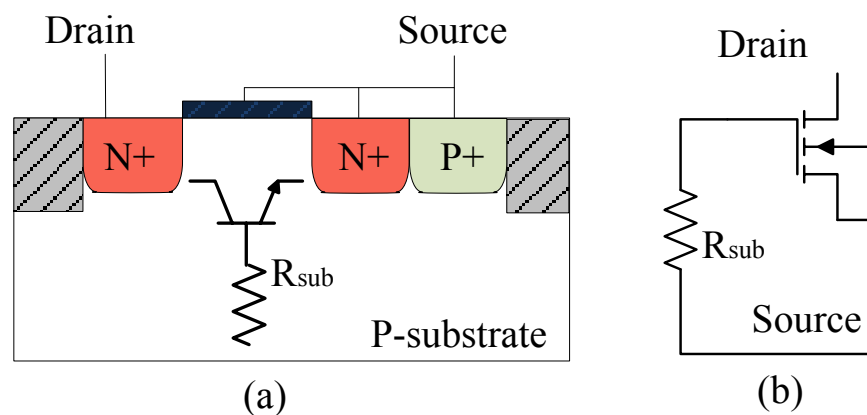 Drain
Source
N+
N+
P+
Rsub
P-substrate
(a)
Drain
Rsub
Source
(b)